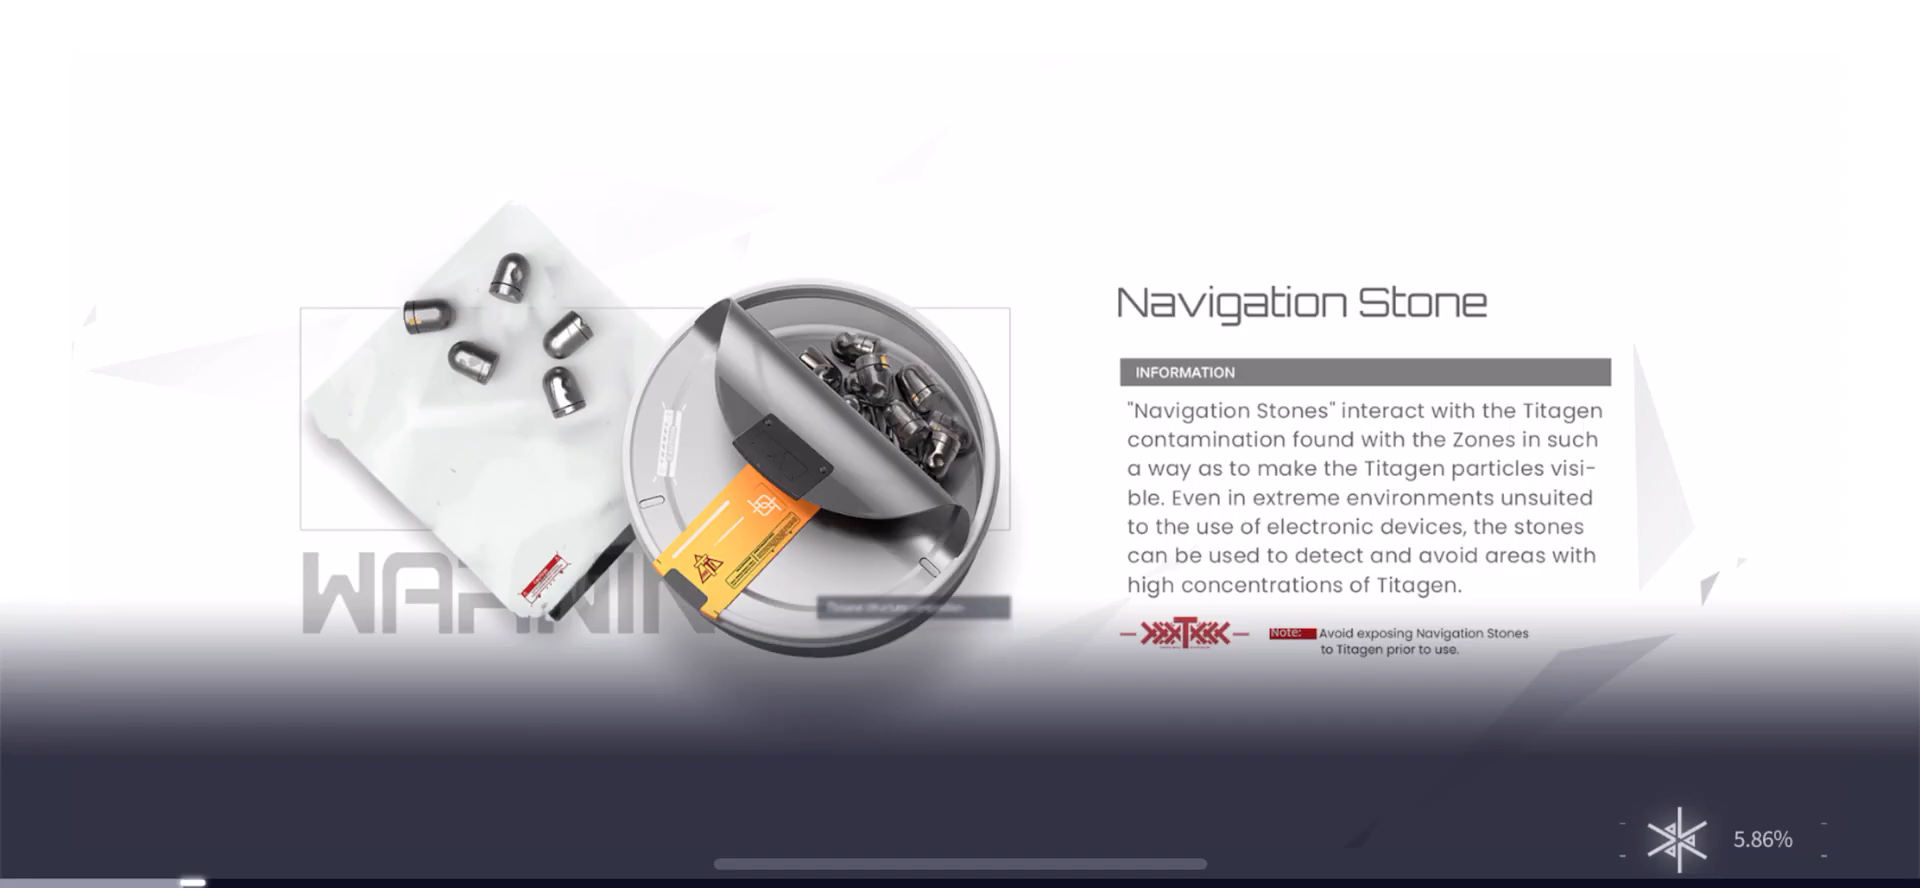 Navigation Stone
INFORMATION
"Navigation Stones" interact with the Titagen
contamination found with the Zones in such
a way as to make the Titagen particles visi-
ble. Even in extreme environments unsuited
to the use of electronic devices, the stones
can be used to detect and avoid areas with
high concentrations of Titagen.
Note: Avoid exposing Navigation Stones
to Titagen prior to use.
5.86%